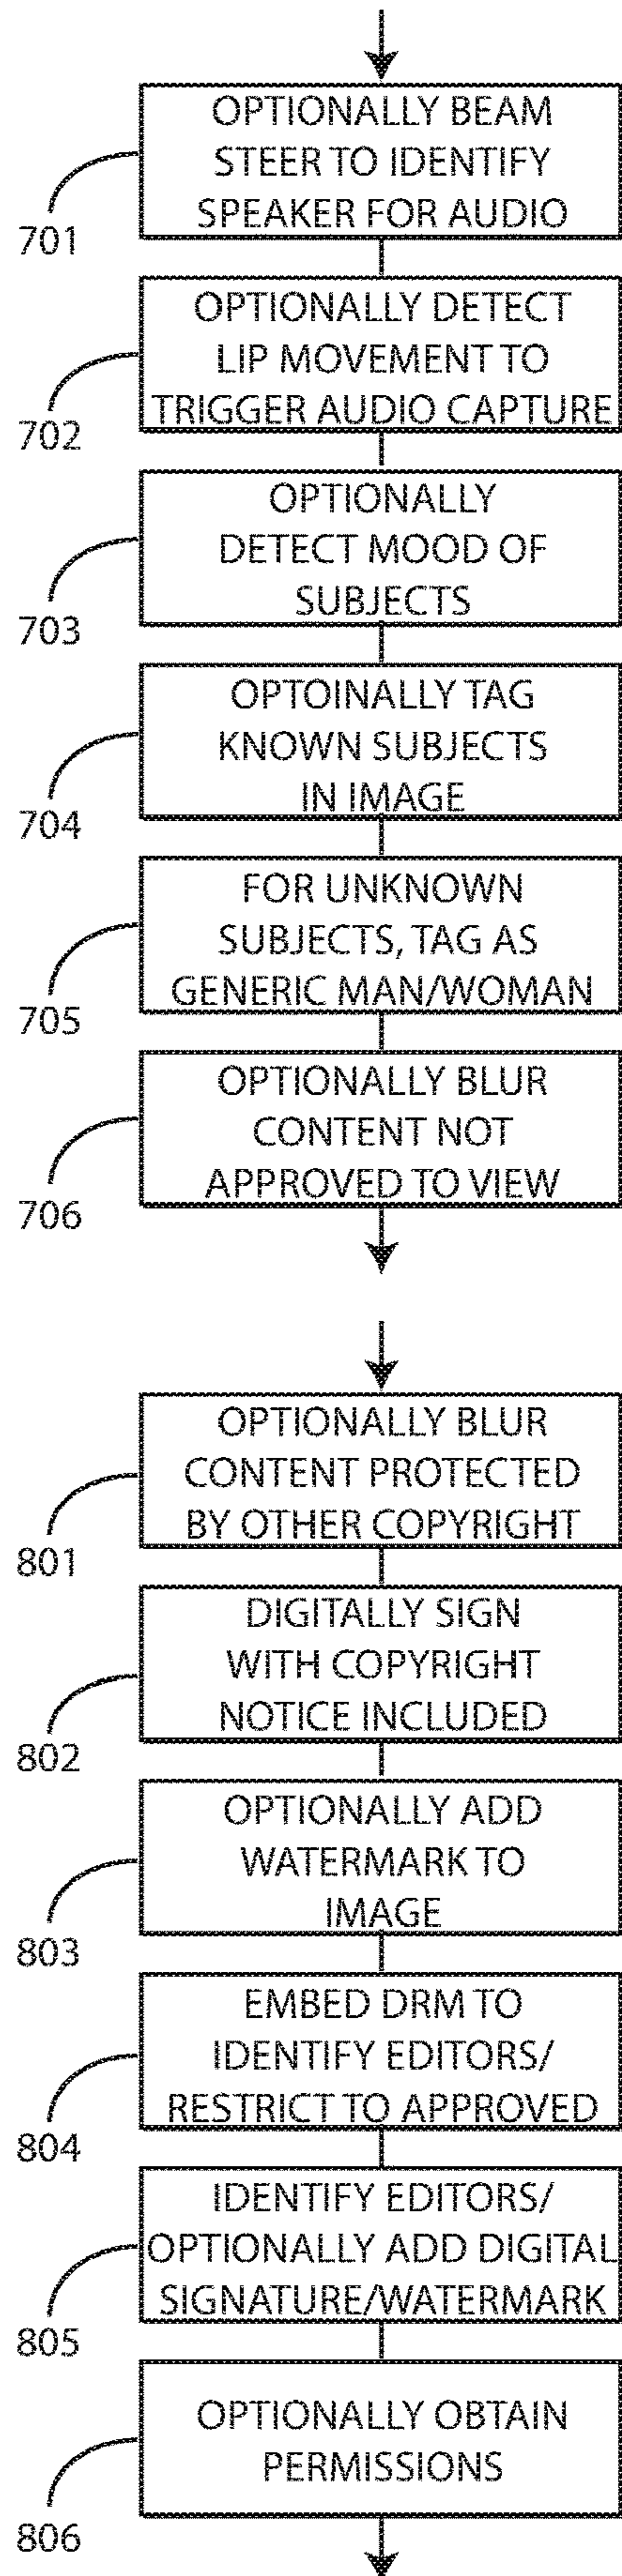 OPTIONALLY BEAM
STEER TO IDENTIFY
SPEAKER FOR AUDIO
701
OPTIONALLY DETECT
LIP MOVEMENT TO
TRIGGER AUDIO CAPTURE
702
OPTIONALLY
DETECT MOOD OF
SUBJECTS
703
OPTOINALLY TAG
KNOWN SUBJECTS
IN IMAGE
704
FOR UNKNOWN
SUBJECTS, TAG AS
GENERIC MAN/WOMAN
705
OPTIONALLY BLUR
CONTENT NOT
APPROVED TO VIEW
706
OPTIONALLY BLUR
CONTENT PROTECTED
BY OTHER COPYRIGHT
801
DIGITALLY SIGN
WITH COPYRIGHT
NOTICE INCLUDED
802
OPTIONALLY ADD
WATERMARK TO
IMAGE
803
EMBED DRM TO
IDENTIFY EDITORS/
RESTRICT TO APPROVED
804
IDENTIFY EDITORS/
OPTIONALLY ADD DIGITAL
SIGNATURE/WATERMARK
805
OPTIONALLY OBTAIN
PERMISSIONS
806